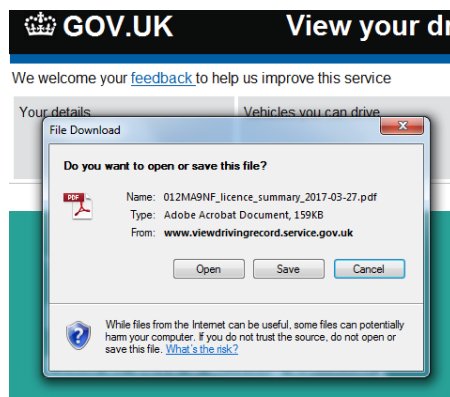 GOV.UK View your dr
We welcome your feedback to help us improve this service
Your details Vehicles you can drive
File Download
Do you want to open or save this file?
PDF
Name: 012MA9NF_licence_summary_2017-03-27.pdf
Type: Adobe Acrobat Document, 159KB
From: www.viewdrivingrecord.service.gov.uk
Open Save Cancel
While files from the Internet can be useful, some files can potentially
harm your computer. If you do not trust the source, do not open or
save this file. What's the risk?